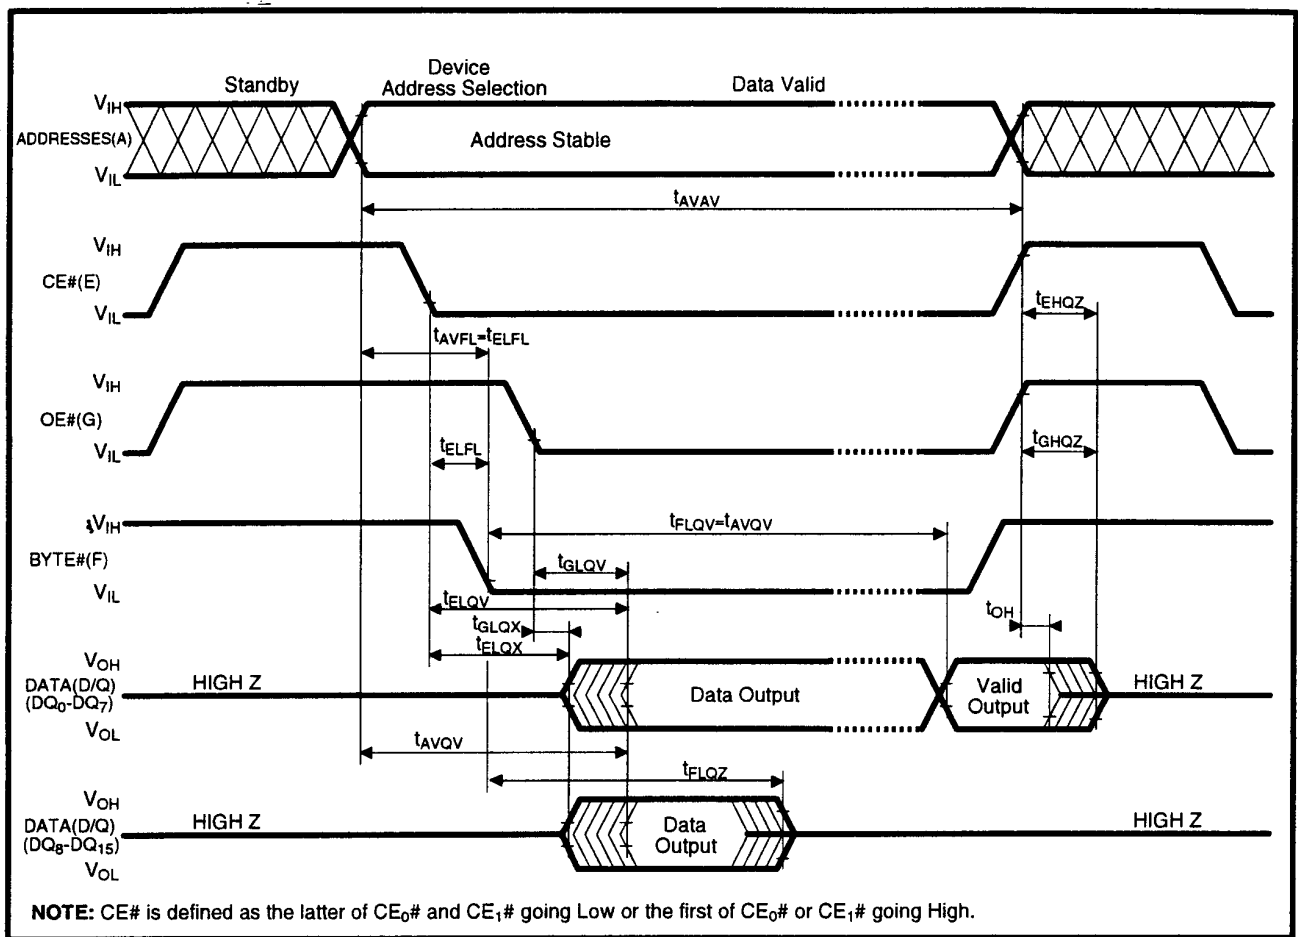 Standby
Device
Address Selection
Data Valid
VIH
ADDRESSES(A)
Address Stable
VIL
tAVAV
VIH
CE#(E)
VIL
tEHQZ
tAVFL=tELFL
VIH
OE#(G)
VIL
tELFL
tGHQZ
VIH
tFLQV=tAVQV
BYTE#(F)
tGLQV
VIL
tELQV
tOH
tGLQX
tELQX
VOH
DATA(D/Q)
(DQ0-DQ7)
VOL
HIGH Z
Data Output
Valid
Output
HIGH Z
tAVQV
tFLQZ
VOH
DATA(D/Q)
(DQ8-DQ15)
VOL
HIGH Z
Data
Output
HIGH Z
NOTE: CE# is defined as the latter of CE0# and CE1# going Low or the first of CE0# or CE1# going High.